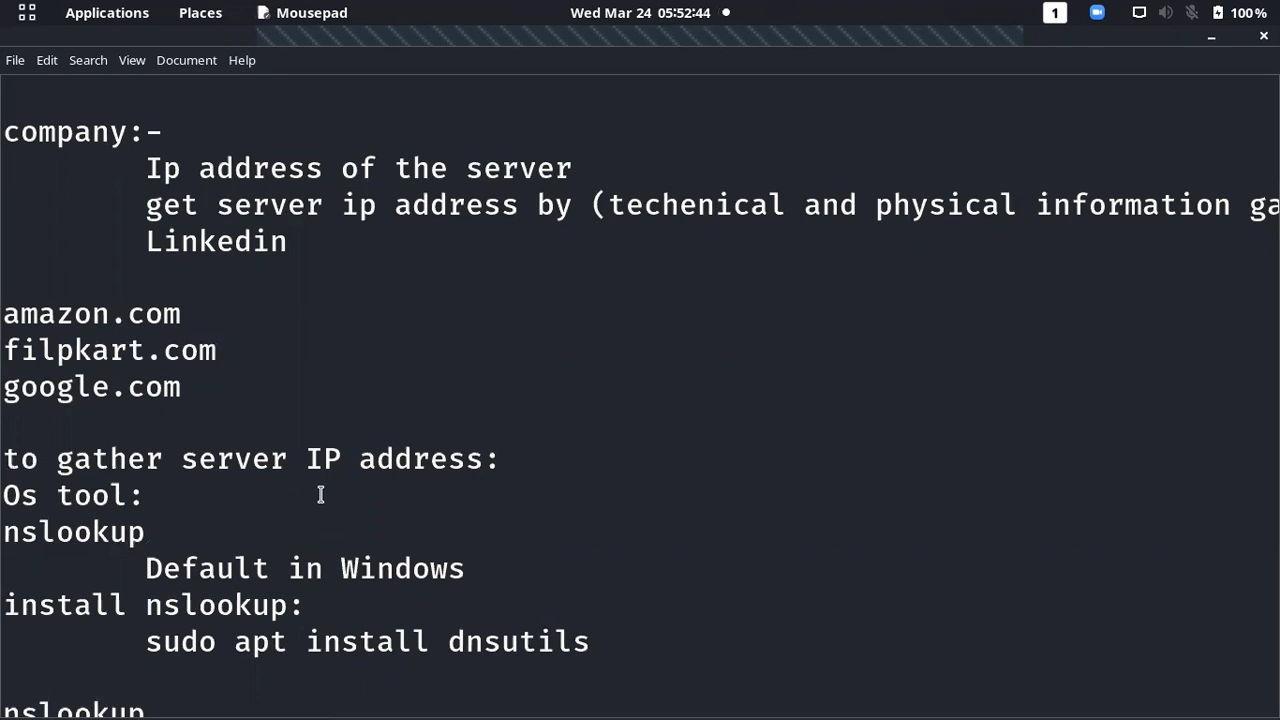 Applications Places Mousepad Wed Mar 24 05:52:44 1 100%
File Edit Search View Document Help
company:-
Ip address of the server
get server ip address by (techenical and physical information ga
Linkedin
amazon.com
filpkart.com
google.com
to gather server IP address:
Os tool:
nslookup
Default in Windows
install nslookup:
sudo apt install dnsutils
nslookup